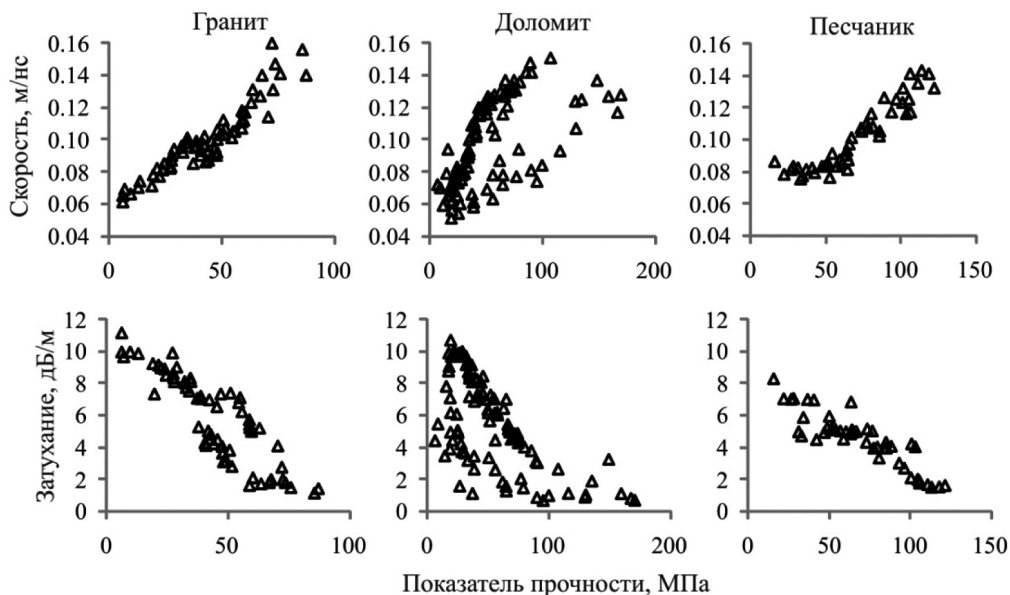 Гранит Доломит Песчаник
Скорость, м/нс
0.16 0.16 0.16
0.14 0.14 0.14
0.12 0.12 0.12
0.10 0.10 0.10
0.08 0.08 0.08
0.06 0.06 0.06
0.04 0.04 0.04
0 50 100 0 100 200 0 50 100 150
Затухание, дБ/м
12 12 12
10 10 10
8 8 8
6 6 6
4 4 4
2 2 2
0 0 0
0 50 100 0 50 100 150 200 0 50 100 150
Показатель прочности, МПа